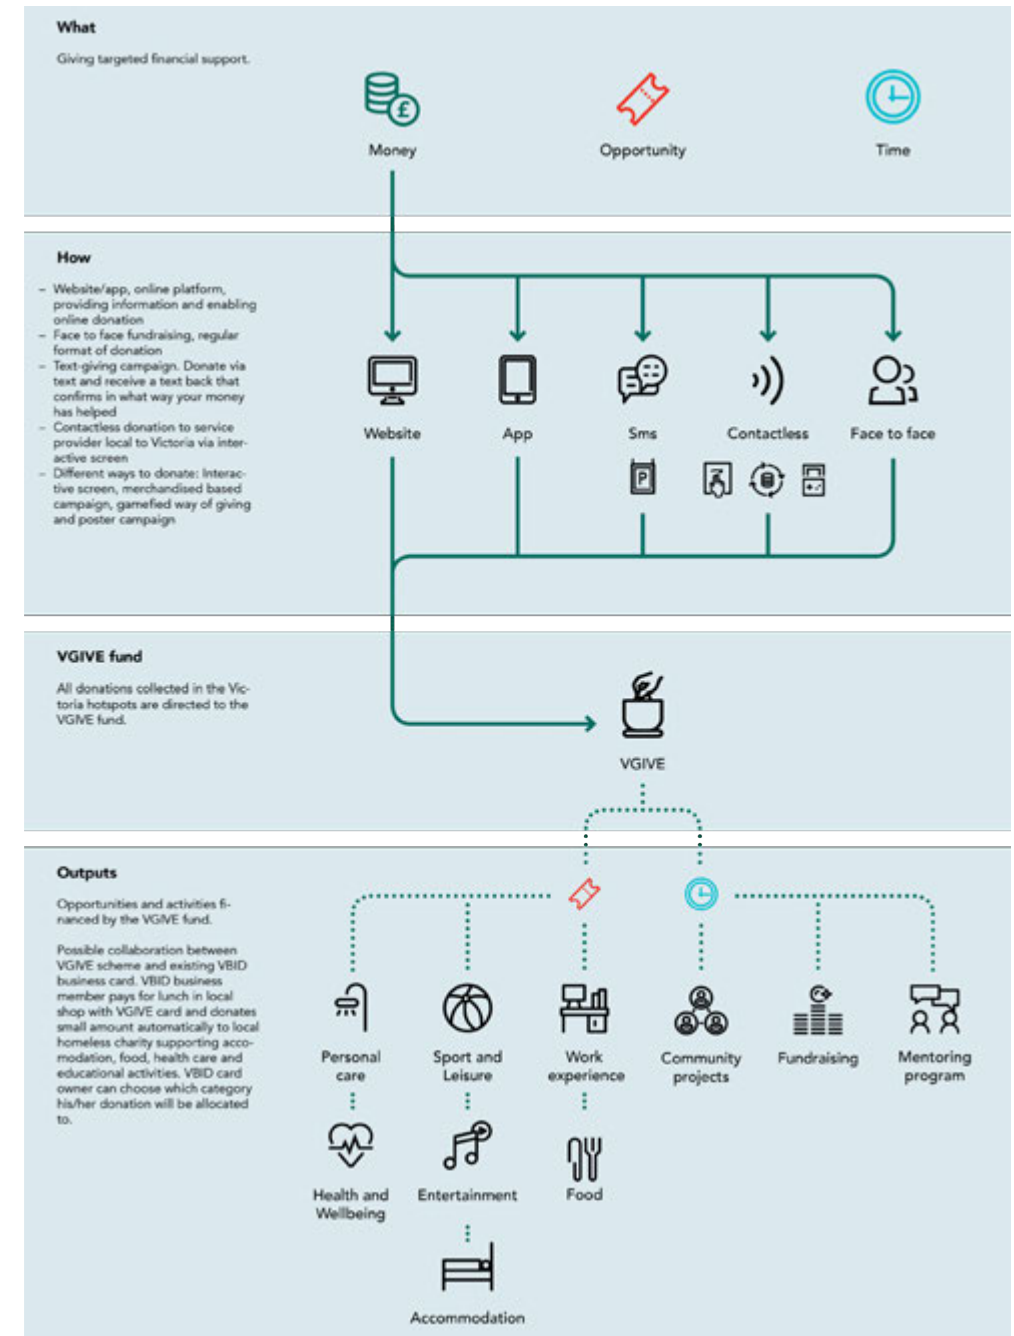 What
Giving targeted financial support.
£
Money
Opportunity
Time
How
– Website/app, online platform,
providing information and enabling
online donation
– Face to face fundraising, regular
format of donation
– Text-giving campaign. Donate via
text and receive a text back that
confirms in what way your money
has helped
– Contactless donation to service
provider local to Victoria via inter-
active screen
– Different ways to donate: Interac-
tive screen, merchandised based
campaign, gamefied way of giving
and poster campaign
Website
App
Sms
Contactless
Face to face
P
VGIVE fund
All donations collected in the Vic-
toria hotspots are directed to the
VGIVE fund.
VGIVE
Outputs
Opportunities and activities fi-
nanced by the VGIVE fund.
Possible collaboration between
VGIVE scheme and existing VBID
business card. VBID business
member pays for lunch in local
shop with VGIVE card and donates
small amount automatically to local
homeless charity supporting acco-
modation, food, health care and
educational activities. VBID card
owner can choose which category
his/her donation will be allocated
to.
Personal
care
Sport and
Leisure
Work
experience
Community
projects
Fundraising
Mentoring
program
Health and
Wellbeing
Entertainment
Food
Accommodation